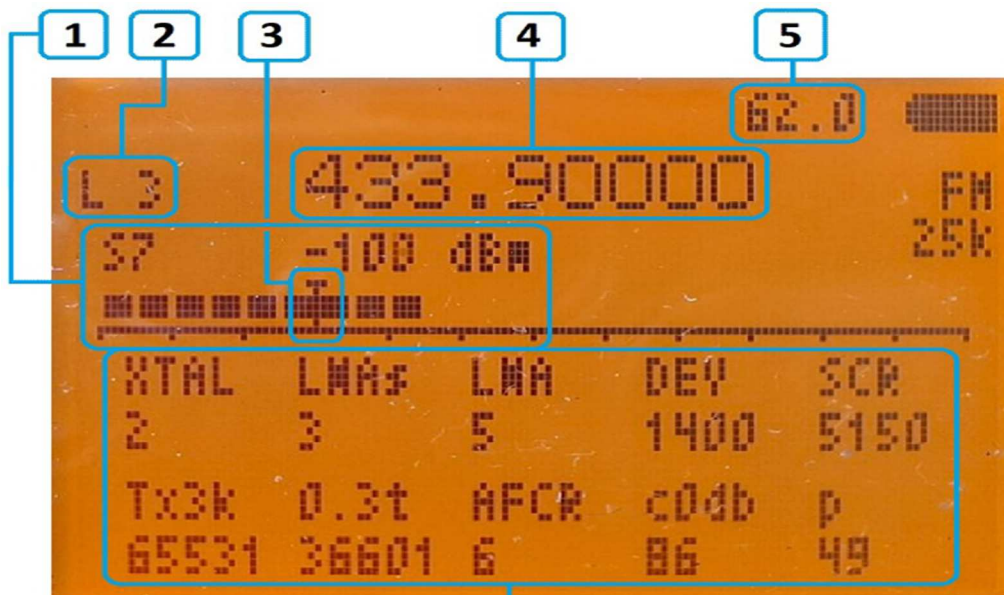 1 2 3 4 5
62.0
L 3 433.90000 FM
S7 -100 dBm 25k
XTAL LNAs LNA DEV SCR
2 3 5 1400 5150
Tx3k 0.3t AFCR c0db p
65531 36601 6 86 49